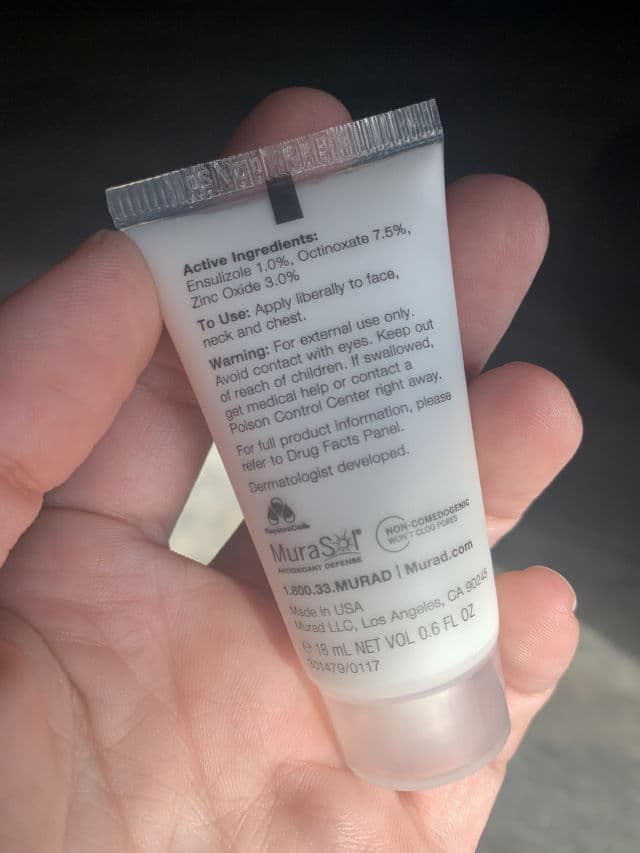 Active Ingredients:
Ensulizole 1.0%, Octinoxate 7.5%,
Zinc Oxide 3.0%
To Use: Apply liberally to face,
neck and chest.
Warning: For external use only.
Avoid contact with eyes. Keep out
of reach of children. If swallowed,
get medical help or contact a
Poison Control Center right away.
For full product information, please
refer to Drug Facts Panel.
Dermatologist developed.
MuraSol®
ANTIOXIDANT DEFENSE
NON-COMEDOGENIC
WON'T CLOG PORES
1.800.33.MURAD | Murad.com
Made in USA
Murad LLC, Los Angeles, CA 90245
℮ 18 mL NET VOL 0.6 FL OZ
301479/0117